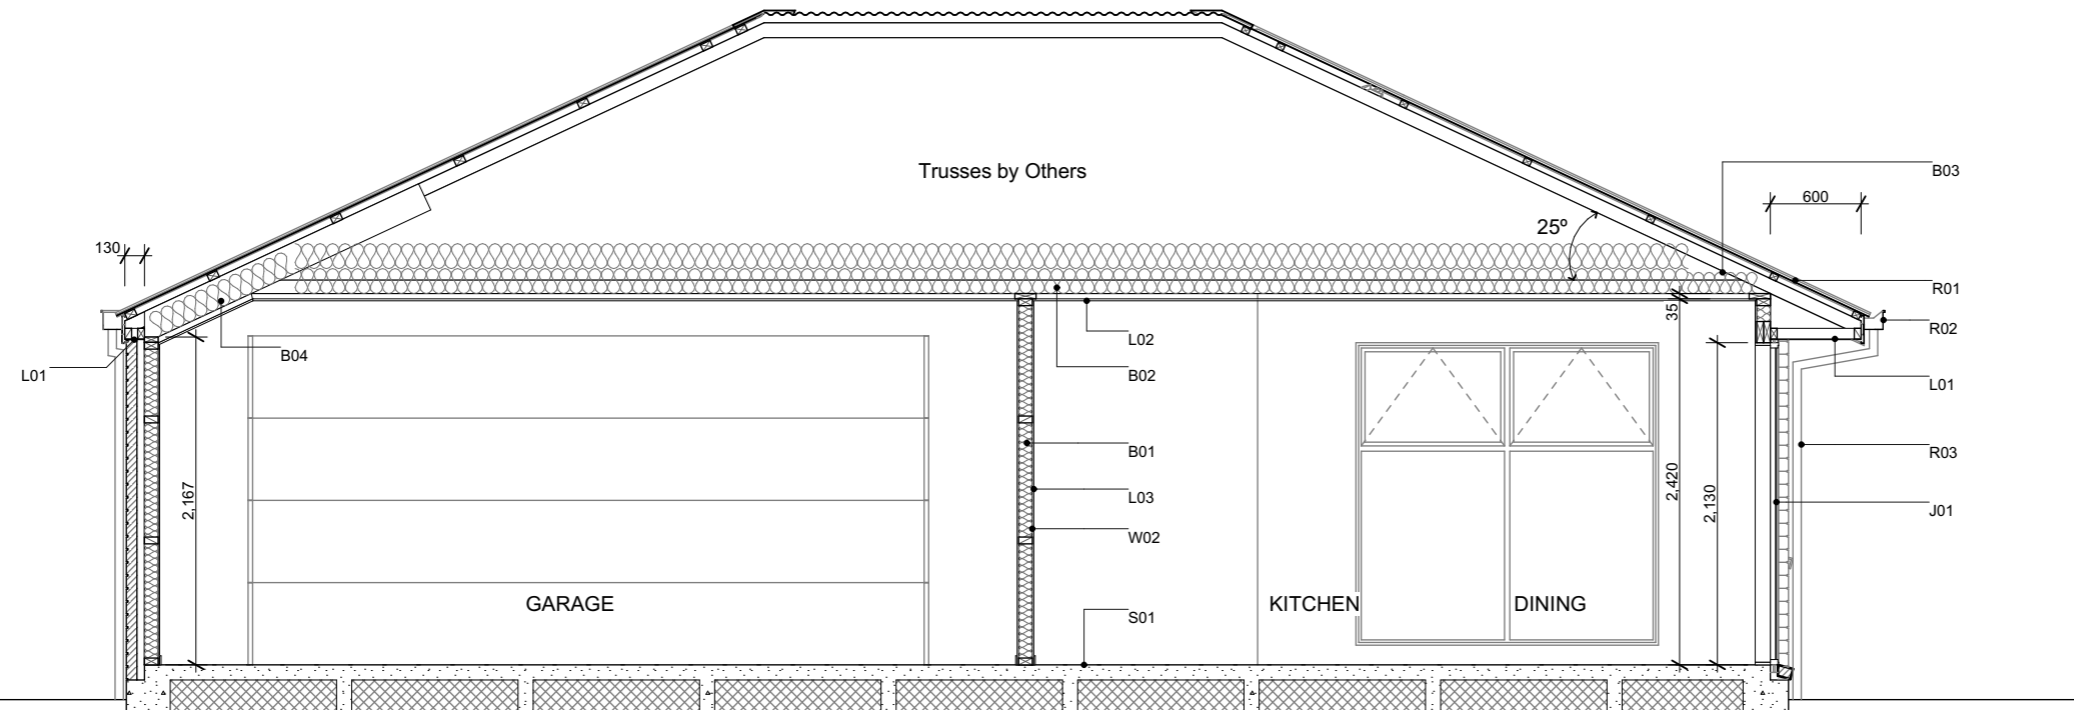 Trusses by Others
B03
600
25º
130
R01
35
R02
L02
B04
B02
L01
L01
B01
R03
2,167
L03
2,420
2,130
J01
W02
GARAGE
KITCHEN
DINING
S01